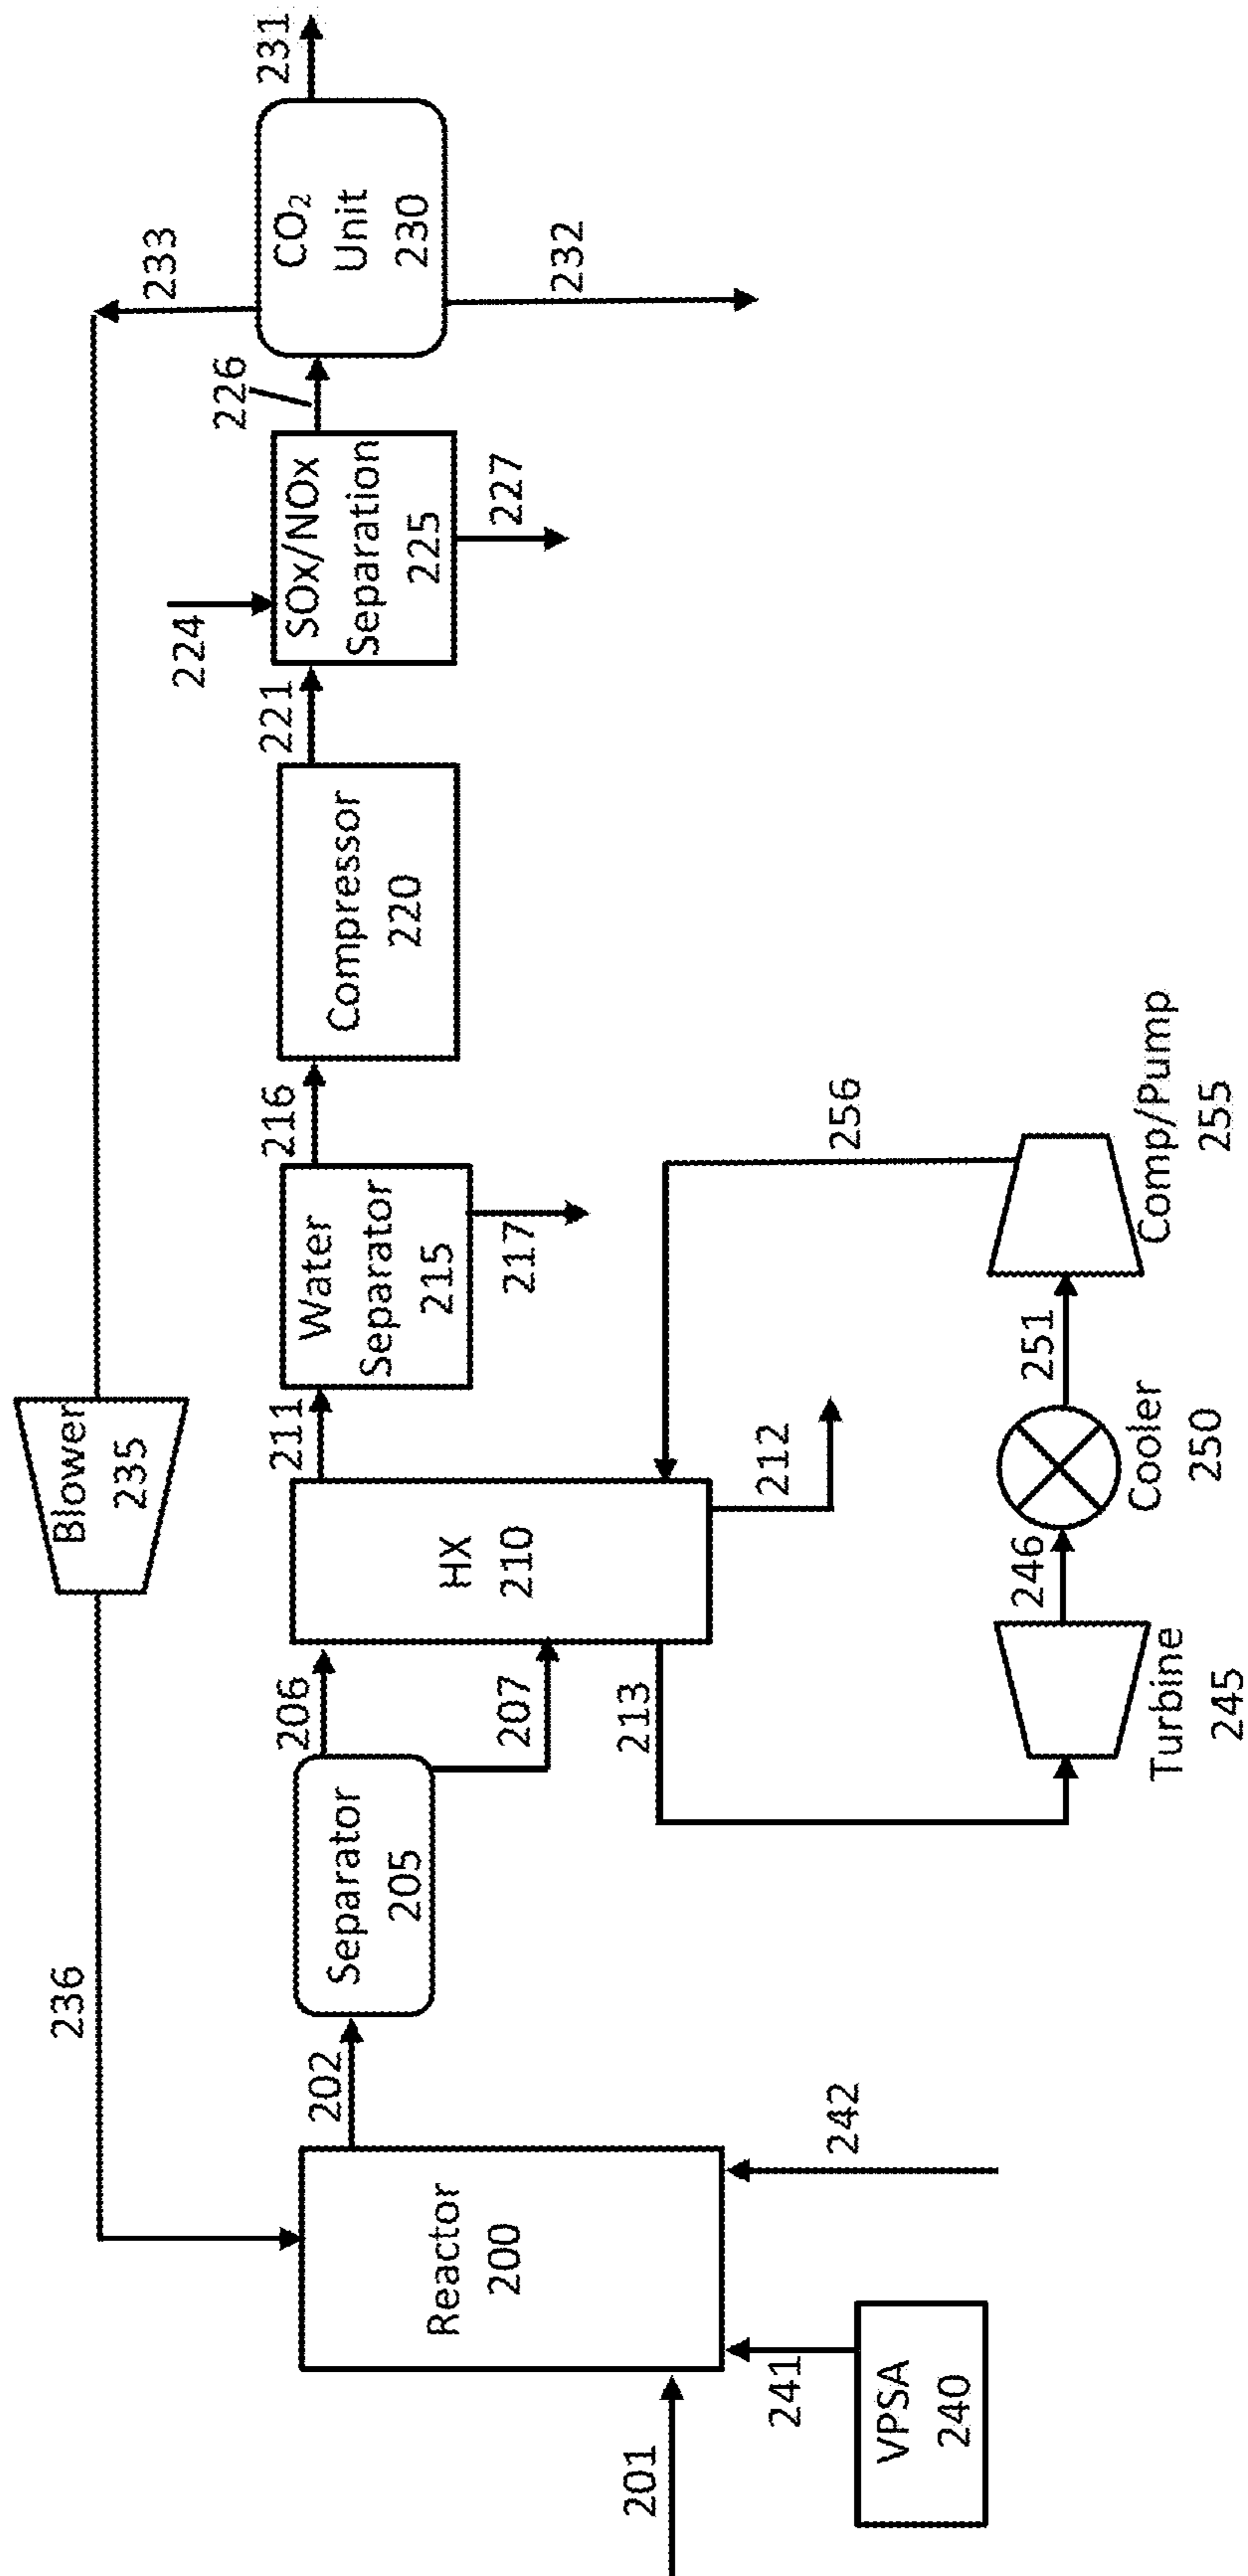 236
Blower
235
233
231
202
Separator
205
206
207
HX
210
211
Water
Separator
215
216
217
Compressor
220
221
224
SOx/NOx
Separation
225
226
227
CO₂
Unit
230
232
Reactor
200
201
241
242
VPSA
240
213
212
256
Turbine
245
246
Cooler
250
251
Comp/Pump
255